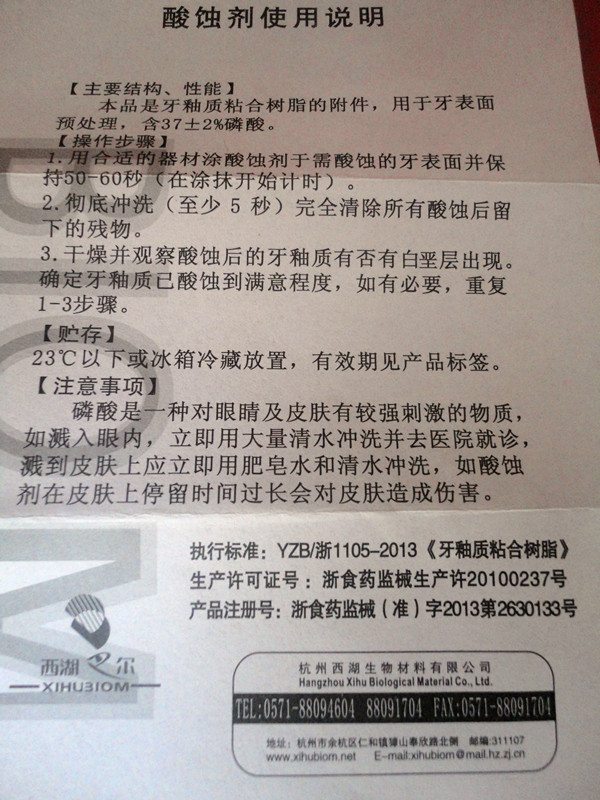 酸蚀剂使用说明
【主要结构、性能】
本品是牙釉质粘合树脂的附件，用于牙表面
预处理，含37±2%磷酸。
【操作步骤】
1.用合适的器材涂酸蚀剂于需酸蚀的牙表面并保
持50-60秒（在涂抹开始计时）。
2.彻底冲洗（至少 5 秒）完全清除所有酸蚀后留
下的残物。
3.干燥并观察酸蚀后的牙釉质有否有白垩层出现。
确定牙釉质已酸蚀到满意程度，如有必要，重复
1-3步骤。
【贮存】
23℃以下或冰箱冷藏放置，有效期见产品标签。
【注意事项】
磷酸是一种对眼睛及皮肤有较强刺激的物质，
如溅入眼内，立即用大量清水冲洗并去医院就诊，
溅到皮肤上应立即用肥皂水和清水冲洗，如酸蚀
剂在皮肤上停留时间过长会对皮肤造成伤害。
执行标准：YZB/浙1105-2013《牙釉质粘合树脂》
生产许可证号：浙食药监械生产许20100237号
产品注册号：浙食药监械（准）字2013第2630133号
西湖巴尔
XIHUBIOM
杭州西湖生物材料有限公司
Hangzhou Xihu Biological Material Co., Ltd.
TEL:0571-88094604 88091704 FAX:0571-88091704
地址：杭州市余杭区仁和镇獐山奉欣路北侧 邮编:311107
www.xihubiom.net E-mail:xihubiom@mail.hz.zj.cn